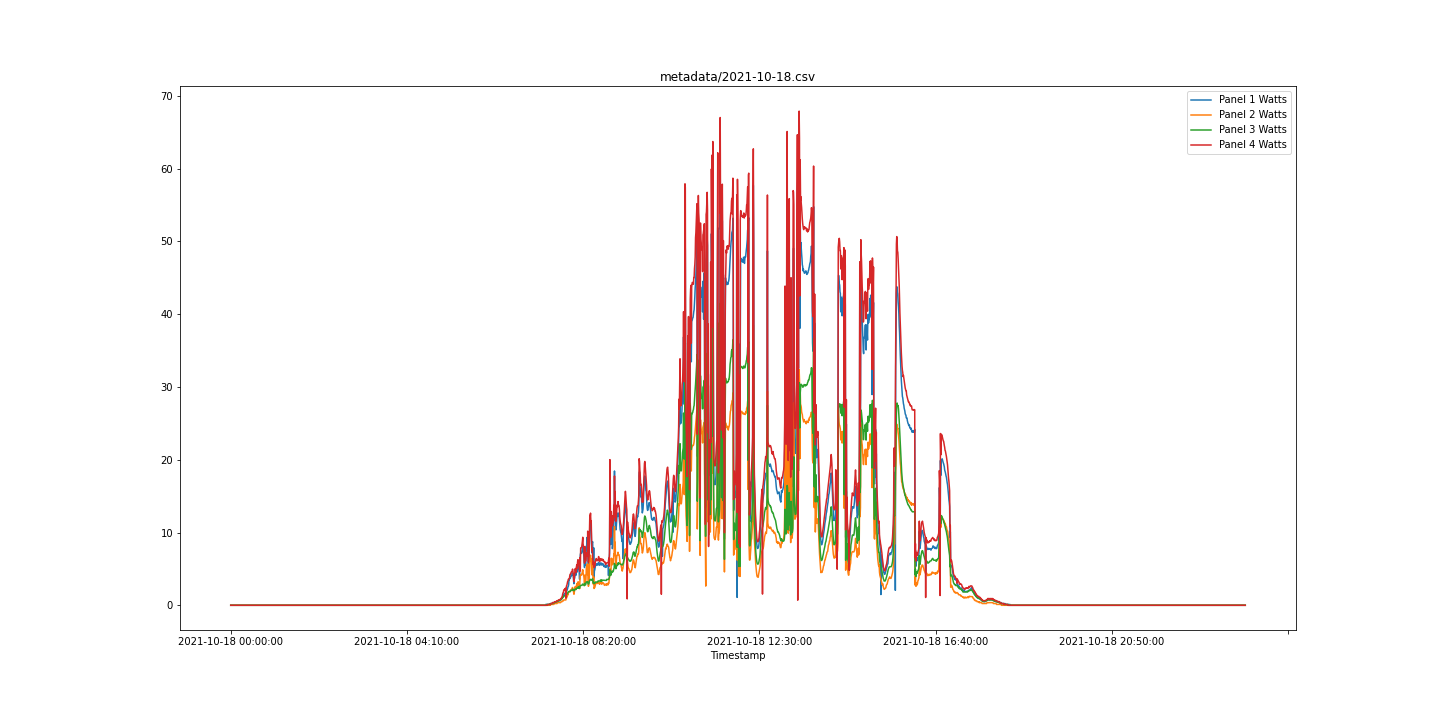 metadata/2021-10-18.csv
Panel 1 Watts
Panel 2 Watts
Panel 3 Watts
Panel 4 Watts
70
60
50
40
30
20
10
0
2021-10-18 00:00:00 2021-10-18 04:10:00 2021-10-18 08:20:00 2021-10-18 12:30:00 2021-10-18 16:40:00 2021-10-18 20:50:00
Timestamp